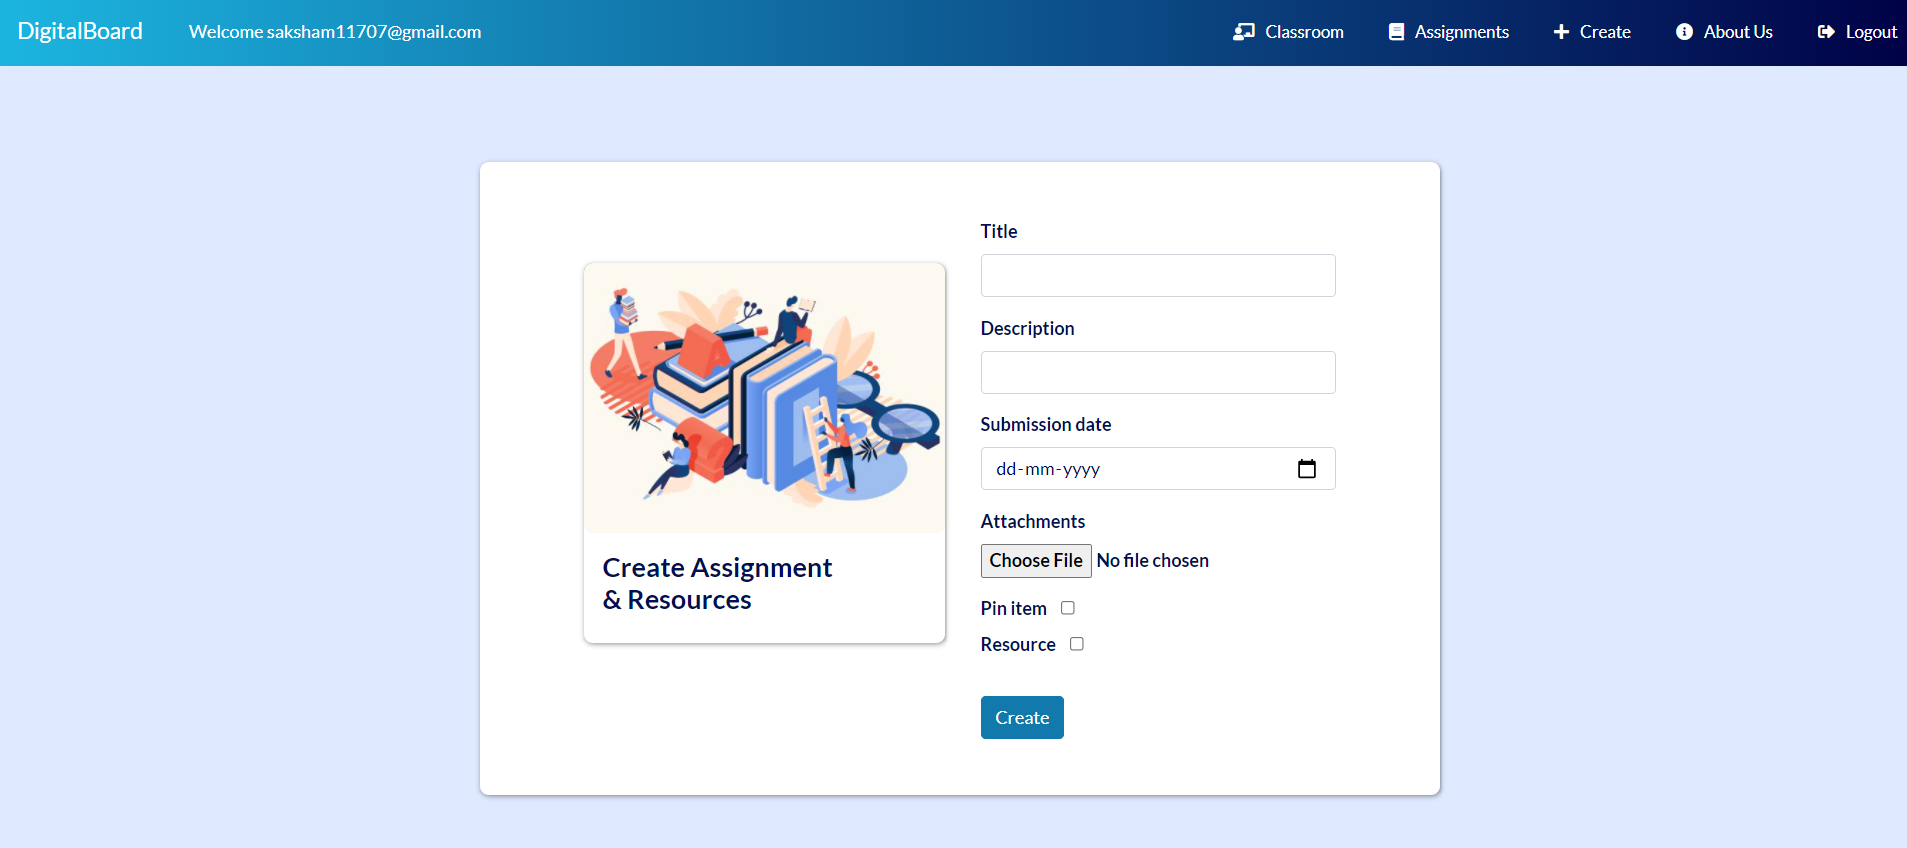 DigitalBoard Welcome saksham11707@gmail.com Classroom Assignments Create About Us Logout
Title
Description
Submission date
dd-mm-yyyy
Attachments
Choose File No file chosen
Pin item
Resource
Create
A
Create Assignment
& Resources